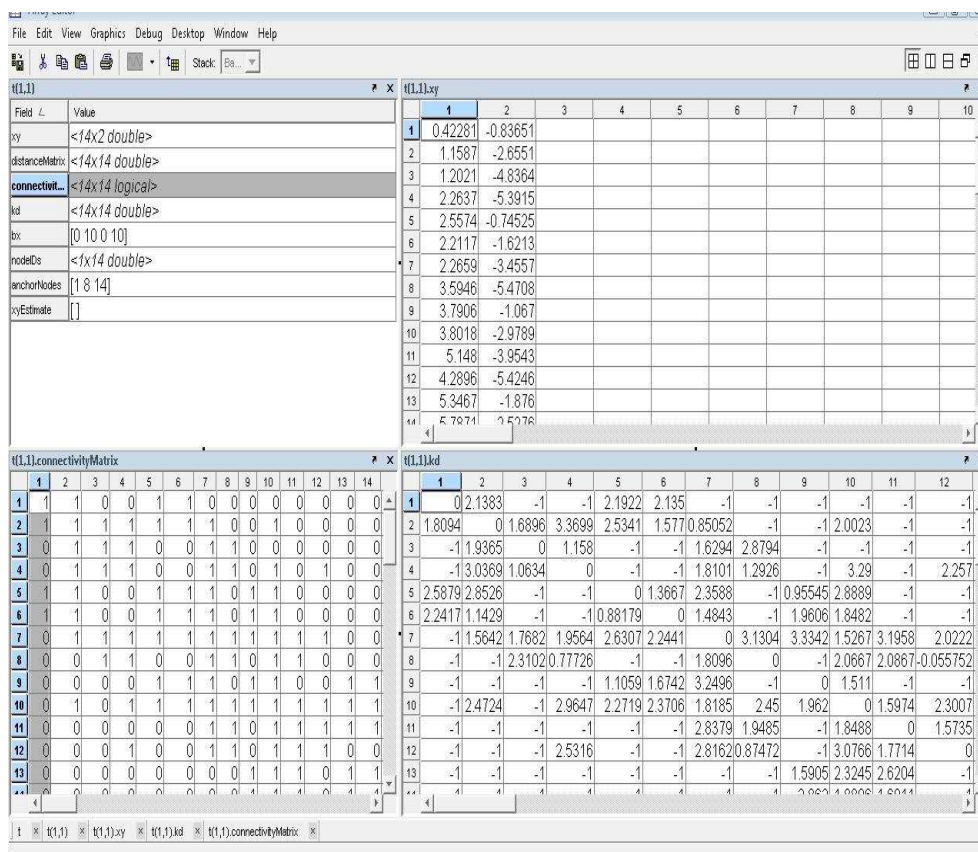 File Edit View Graphics Debug Desktop Window Help
Stack: Ba...
t(1,1)
Field Value
xy <14x2 double>
distanceMatrix <14x14 double>
connectivit... <14x14 logical>
kd <14x14 double>
bx [0 10 0 10]
nodeIDs <1x14 double>
anchorNodes [1 8 14]
xyEstimate []
t(1,1).xy
1 2 3 4 5 6 7 8 9 10
1 0.42281 -0.83651
2 1.1587 -2.6551
3 1.2021 -4.8364
4 2.2637 -5.3915
5 2.5574 -0.74525
6 2.2117 -1.6213
7 2.2659 -3.4557
8 3.5946 -5.4708
9 3.7906 -1.067
10 3.8018 -2.9789
11 5.148 -3.9543
12 4.2896 -5.4246
13 5.3467 -1.876
t(1,1).connectivityMatrix
1 2 3 4 5 6 7 8 9 10 11 12 13 14
1 1 1 0 0 1 1 0 0 0 0 0 0 0 0
2 1 1 1 1 1 1 1 0 0 1 0 0 0 0
3 0 1 1 1 0 0 1 1 0 0 0 0 0 0
4 0 1 1 1 0 0 1 1 0 1 0 1 0 0
5 1 1 0 0 1 1 1 0 1 1 0 0 0 0
6 1 1 0 0 1 1 1 0 1 1 0 0 0 0
7 0 1 1 1 1 1 1 1 1 1 1 1 0 0
8 0 0 1 1 0 0 1 1 0 1 1 1 0 0
9 0 0 0 0 1 1 1 0 1 1 0 0 1 1
10 0 1 0 1 1 1 1 1 1 1 1 1 1 1
11 0 0 0 0 0 0 1 1 0 1 1 1 1 1
12 0 0 0 1 0 0 1 1 0 1 1 1 0 0
13 0 0 0 0 0 0 0 0 1 1 1 0 1 1
t(1,1).kd
1 2 3 4 5 6 7 8 9 10 11 12
1 0 2.1383 -1 -1 2.1922 2.135 -1 -1 -1 -1 -1 -1
2 1.8094 0 1.6896 3.3699 2.5341 1.577 0.85052 -1 -1 2.0023 -1 -1
3 -1 1.9365 0 1.158 -1 -1 1.6294 2.8794 -1 -1 -1 -1
4 -1 3.0369 1.0634 0 -1 -1 1.8101 1.2926 -1 3.29 -1 2.257
5 2.5879 2.8526 -1 -1 0 1.3667 2.3588 -1 0.95545 2.8889 -1 -1
6 2.2417 1.1429 -1 -1 0.88179 0 1.4843 -1 1.9606 1.8482 -1 -1
7 -1 1.5642 1.7682 1.9564 2.6307 2.2441 0 3.1304 3.3342 1.5267 3.1958 2.0222
8 -1 -1 2.3102 0.77726 -1 -1 1.8096 0 -1 2.0667 2.0867 -0.055752
9 -1 -1 -1 -1 1.1059 1.6742 3.2496 -1 0 1.511 -1 -1
10 -1 2.4724 -1 2.9647 2.2719 2.3706 1.8185 2.45 1.962 0 1.5974 2.3007
11 -1 -1 -1 -1 -1 -1 2.8379 1.9485 -1 1.8488 0 1.5735
12 -1 -1 -1 2.5316 -1 -1 2.8162 0.87472 -1 3.0766 1.7714 0
13 -1 -1 -1 -1 -1 -1 -1 -1 1.5905 2.3245 2.6204 -1
t t(1,1) t(1,1).xy t(1,1).kd t(1,1).connectivityMatrix